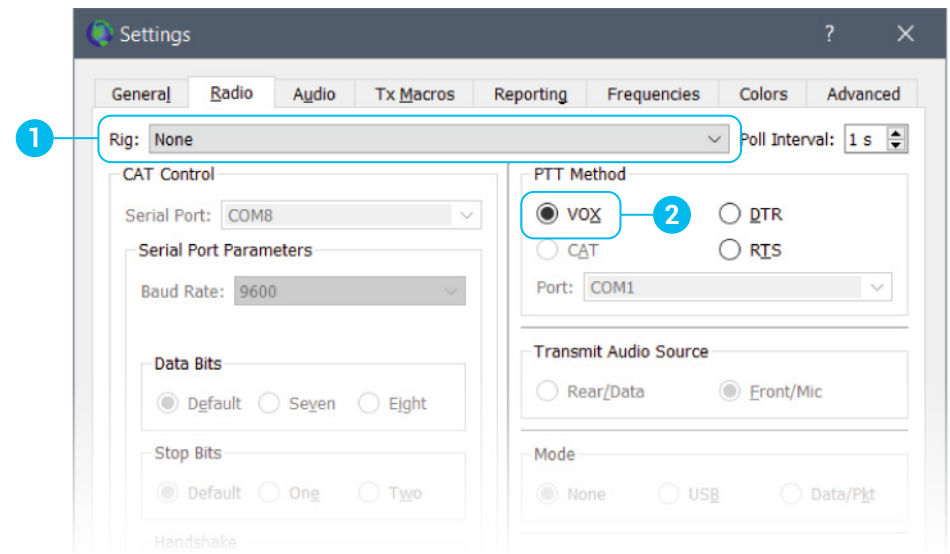 Settings ?
General Radio Audio Tx Macros Reporting Frequencies Colors Advanced
1 Rig: None Poll Interval: 1 s
CAT Control
Serial Port: COM8
Serial Port Parameters
Baud Rate: 9600
Data Bits
Default Seven Eight
Stop Bits
Default One Two
Handshake
PTT Method
VOX 2 DTR
CAT RTS
Port: COM1
Transmit Audio Source
Rear/Data Front/Mic
Mode
None USB Data/Pkt